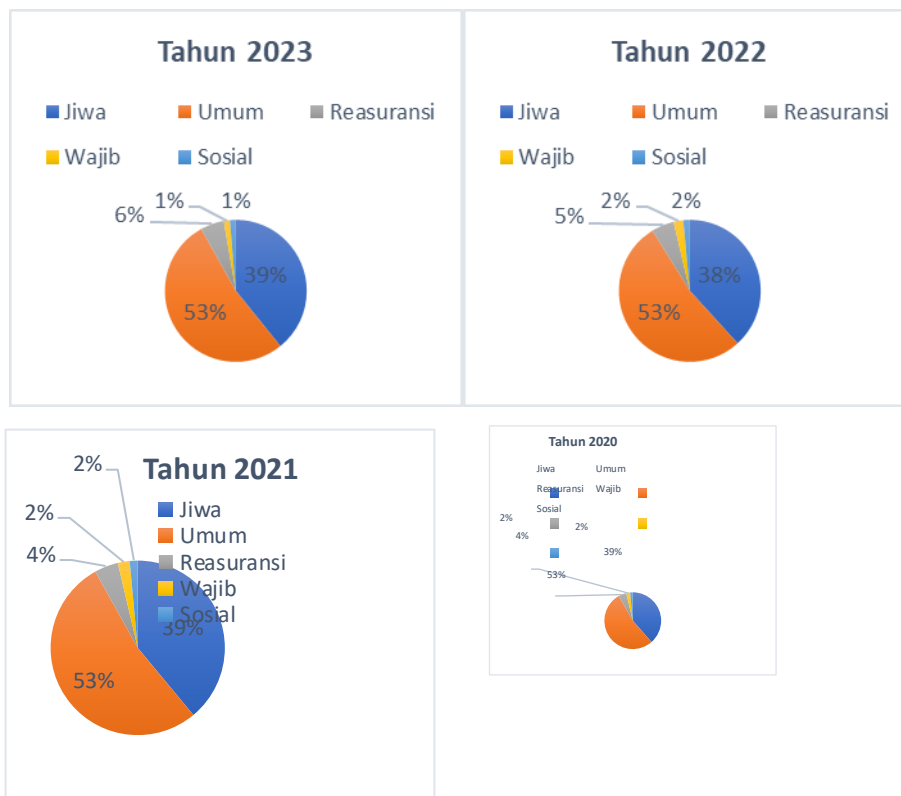 Tahun 2023
Jiwa Umum Reasuransi
Wajib Sosial
1% 1%
6%
39%
53%
Tahun 2022
Jiwa Umum Reasuransi
Wajib Sosial
2% 2%
5%
38%
53%
2%
Tahun 2021
Jiwa
2%
Umum
4%
Reasuransi
Wajib
Sosial
39%
53%
Tahun 2020
Jiwa Umum
Reasuransi Wajib
Sosial
2%
2%
4%
39%
53%